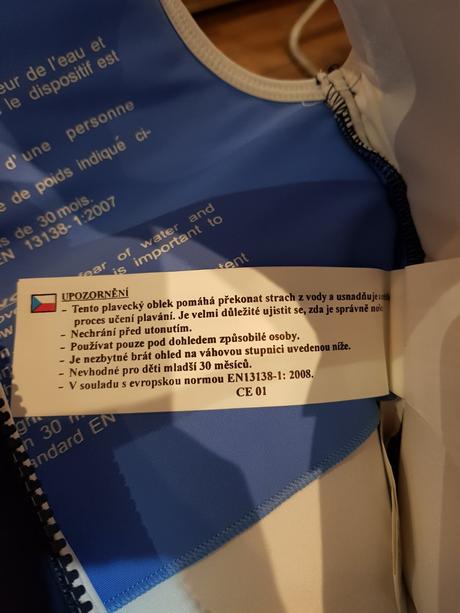 eur de l'eau et
le dispositif est
d'une personne
de poids indiqué ci-
de 30 mois.
EN 13138-1:2007
fear of water and
is important to
UPOZORNĚNÍ
- Tento plavecký oblek pomáhá překonat strach z vody a usnadňuje
proces učení plavání. Je velmi důležité ujistit se, zda je správně
- Nechrání před utonutím.
- Používat pouze pod dohledem způsobilé osoby.
- Je nezbytné brát ohled na váhovou stupnici uvedenou níže.
- Nevhodné pro děti mladší 30 měsíců.
- V souladu s evropskou normou EN13138-1: 2008.
CE 01
30 m
andard EN